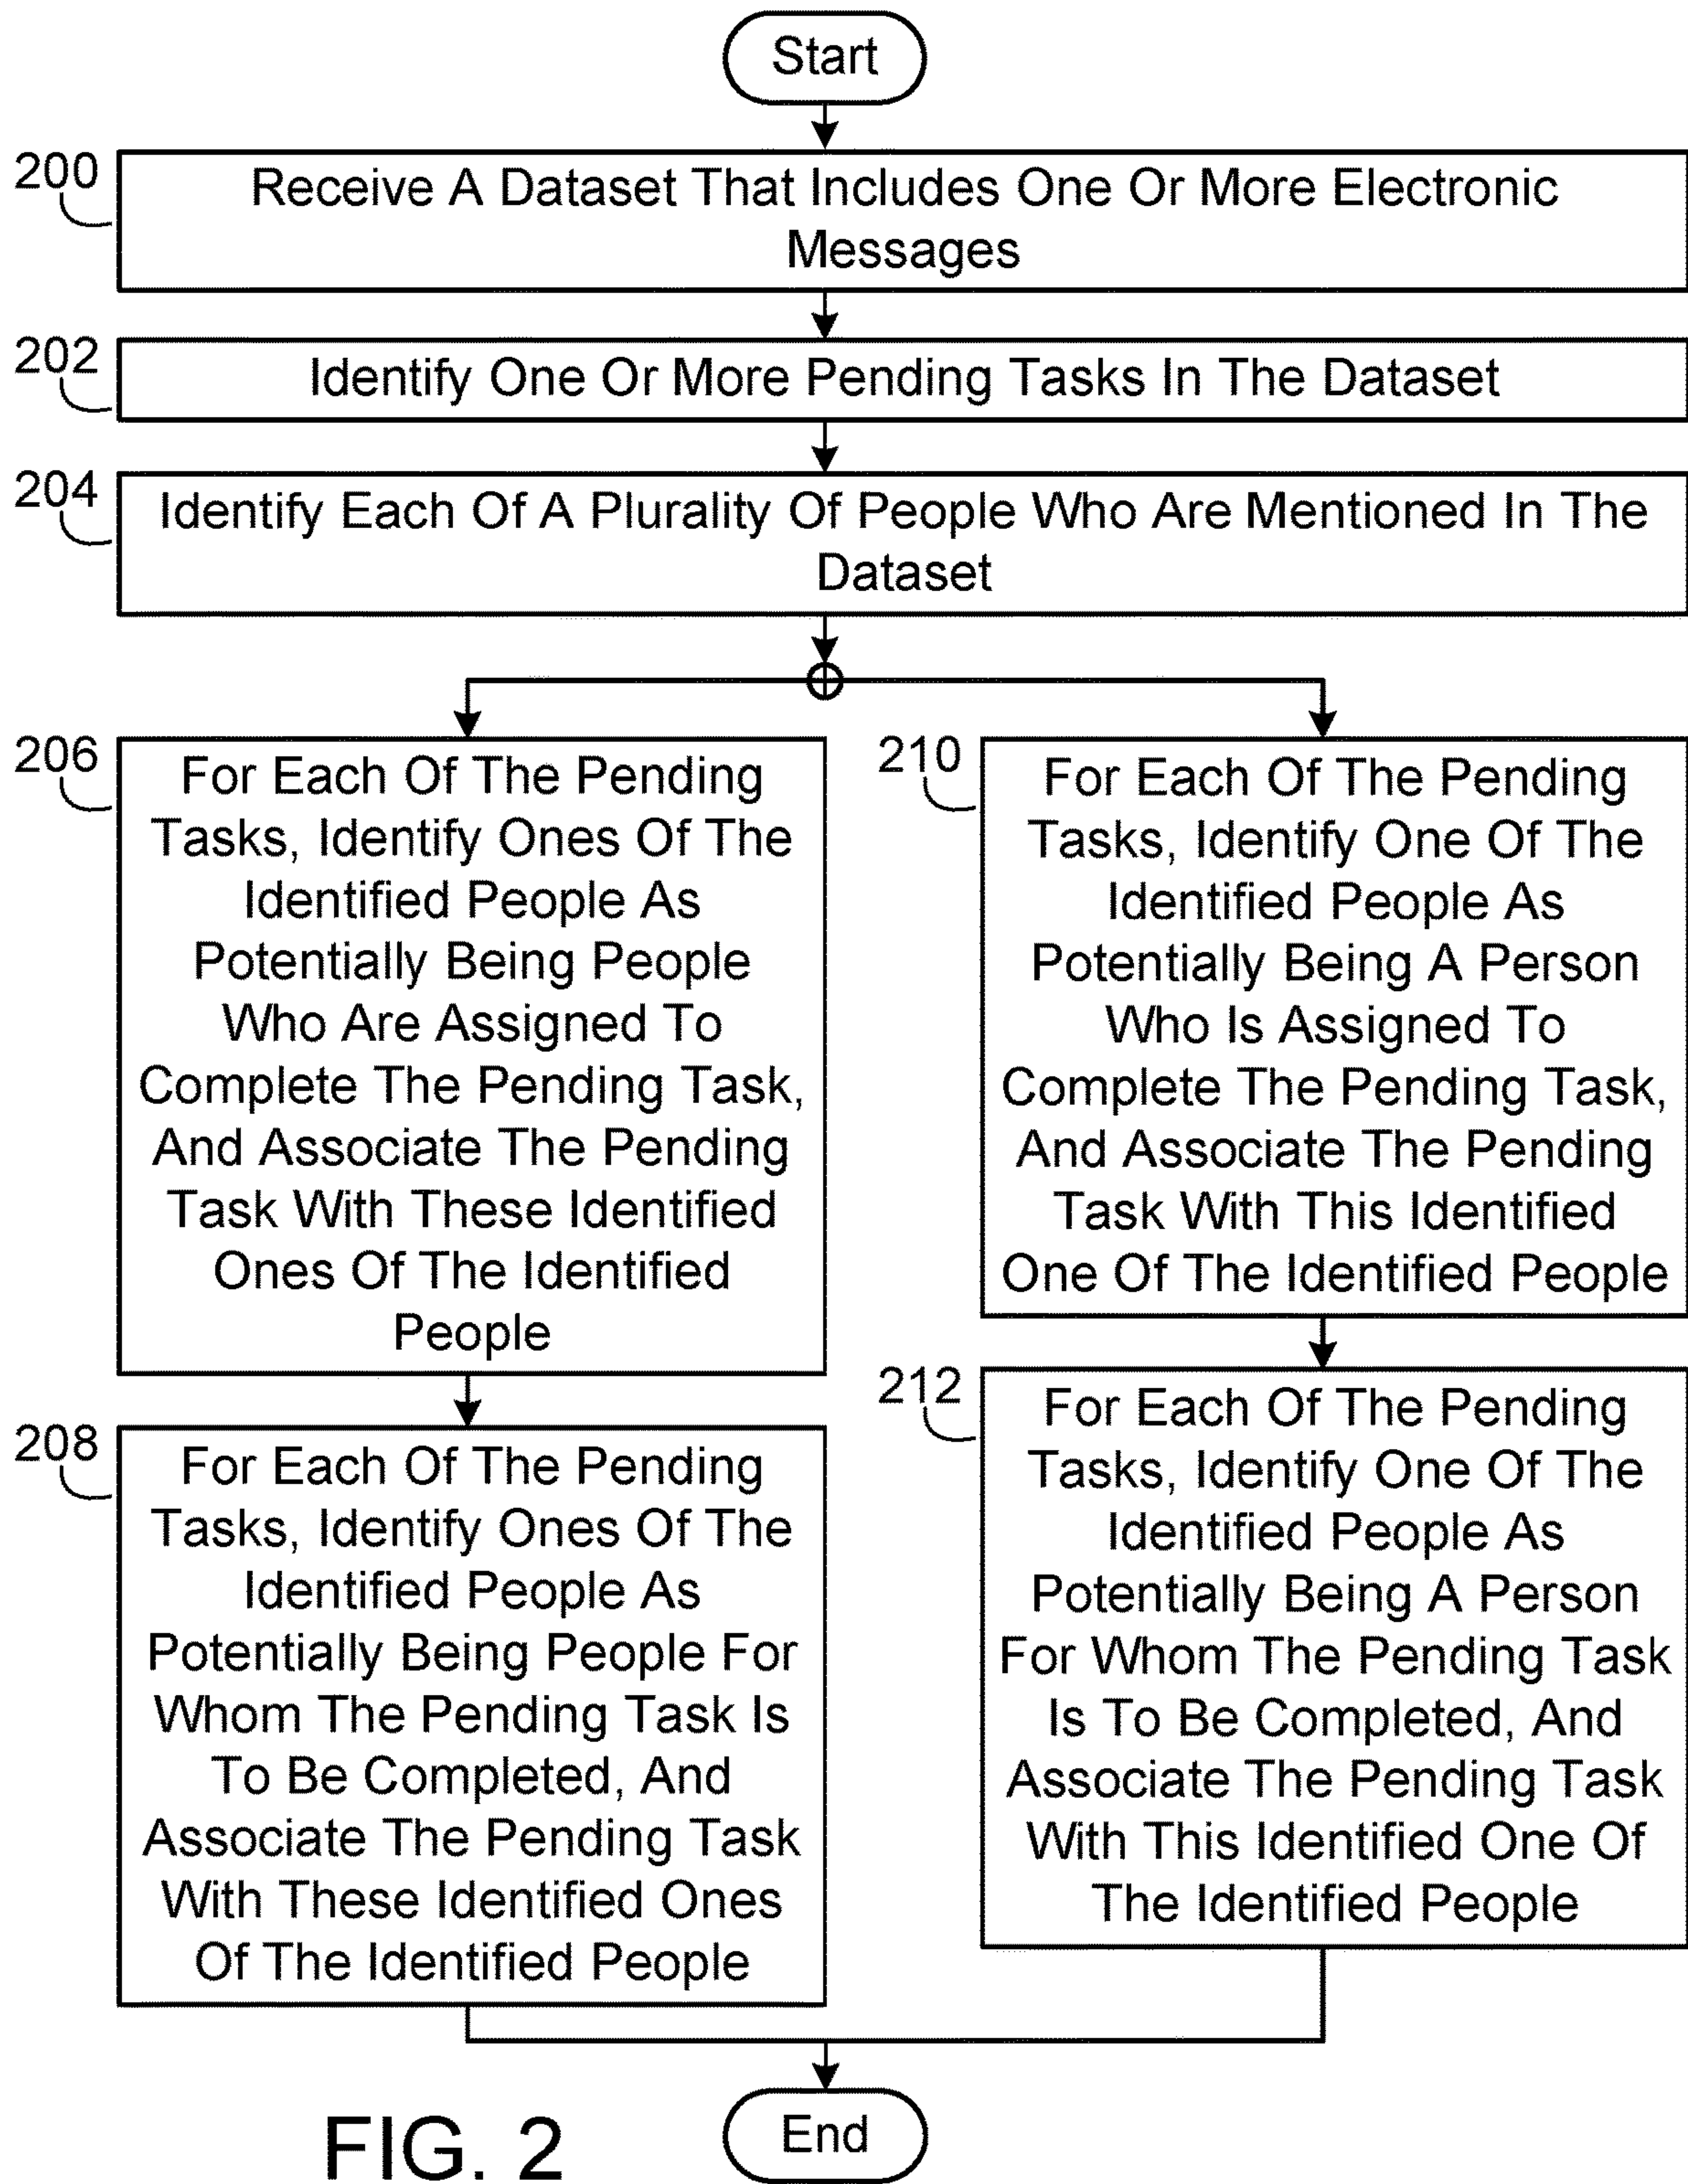 Start
200
Receive A Dataset That Includes One Or More Electronic
Messages
202
Identify One Or More Pending Tasks In The Dataset
204
Identify Each Of A Plurality Of People Who Are Mentioned In The
Dataset
206
For Each Of The Pending
Tasks, Identify Ones Of The
Identified People As
Potentially Being People
Who Are Assigned To
Complete The Pending Task,
And Associate The Pending
Task With These Identified
Ones Of The Identified
People
208
For Each Of The Pending
Tasks, Identify Ones Of The
Identified People As
Potentially Being People For
Whom The Pending Task Is
To Be Completed, And
Associate The Pending Task
With These Identified Ones
Of The Identified People
210
For Each Of The Pending
Tasks, Identify One Of The
Identified People As
Potentially Being A Person
Who Is Assigned To
Complete The Pending Task,
And Associate The Pending
Task With This Identified
One Of The Identified People
212
For Each Of The Pending
Tasks, Identify One Of The
Identified People As
Potentially Being A Person
For Whom The Pending Task
Is To Be Completed, And
Associate The Pending Task
With This Identified One Of
The Identified People
End
FIG. 2